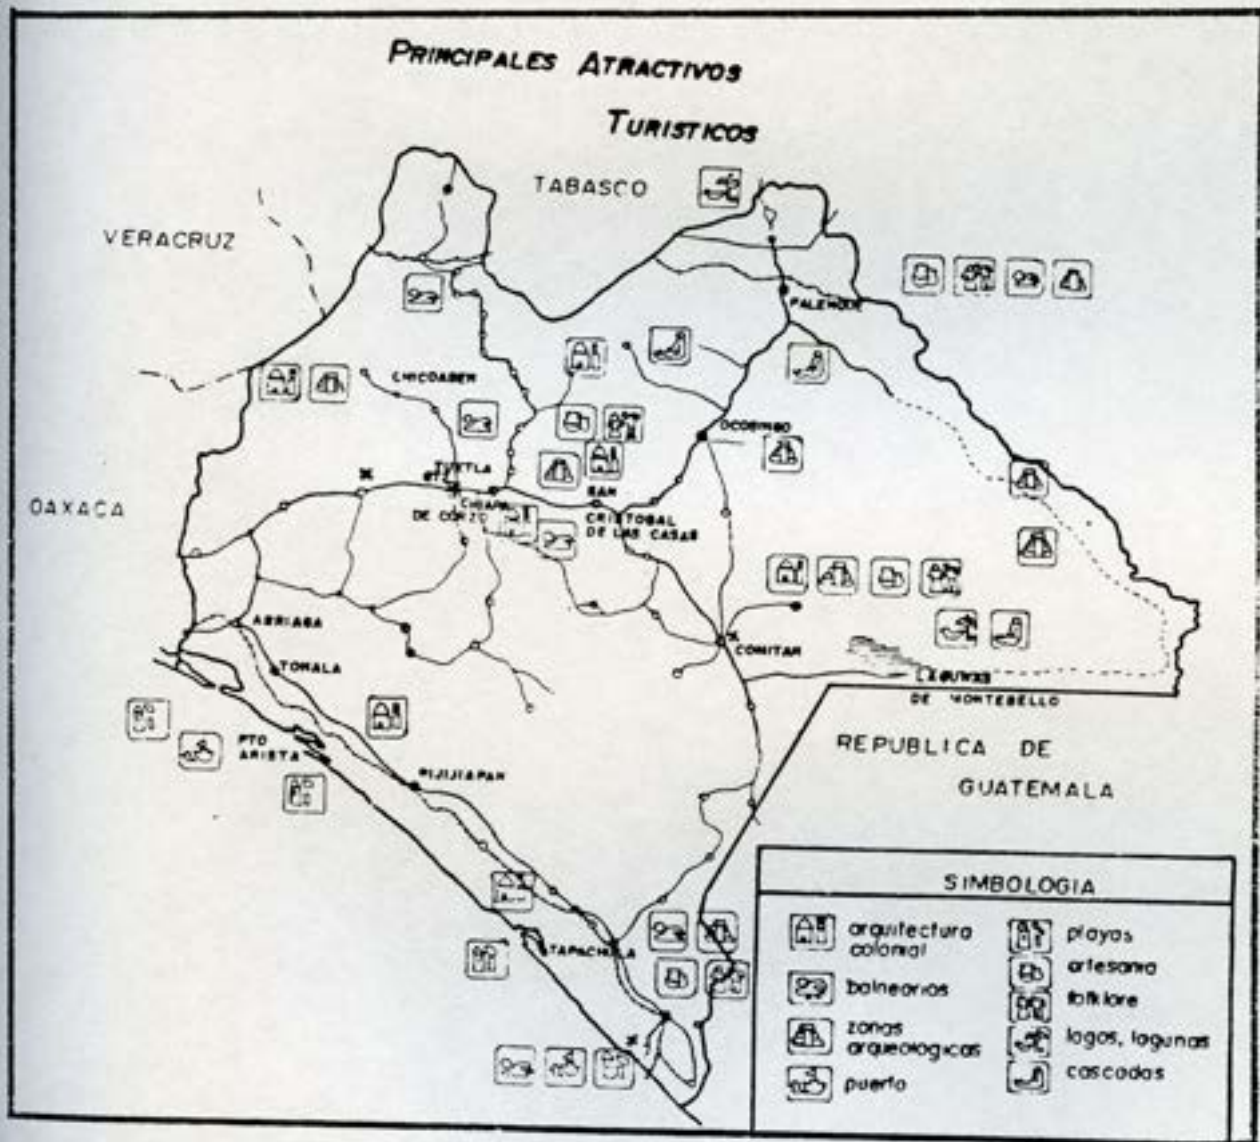 PRINCIPALES ATRACTIVOS
TURISTICOS
TABASCO
VERACRUZ
PALENQUE
CHICOASEN
OCOSINGO
TUXTLA
GTZ
OAXACA
CHIAPA
DE CORZO
SAN
CRISTOBAL
DE LAS CASAS
ARRIAGA
COMITAN
TONALA
LAGUNAS
DE MONTEBELLO
PTO
ARISTA
REPUBLICA DE
GUATEMALA
PIJIJIAPAN
TAPACHULA
SIMBOLOGIA
arquitectura
colonial
balnearios
zonas
arqueologicas
puerto
playas
artesania
folklore
lagos, lagunas
cascadas